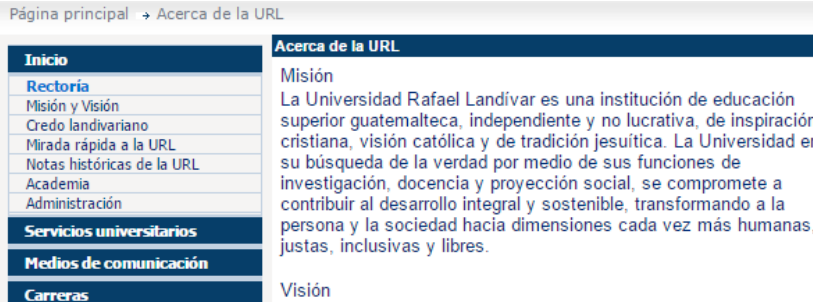 Página principal → Acerca de la URL
Inicio
Rectoría
Misión y Visión
Credo landivariano
Mirada rápida a la URL
Notas históricas de la URL
Academia
Administración
Servicios universitarios
Medios de comunicación
Carreras
Acerca de la URL
Misión
La Universidad Rafael Landívar es una institución de educación
superior guatemalteca, independiente y no lucrativa, de inspiración
cristiana, visión católica y de tradición jesuítica. La Universidad en
su búsqueda de la verdad por medio de sus funciones de
investigación, docencia y proyección social, se compromete a
contribuir al desarrollo integral y sostenible, transformando a la
persona y la sociedad hacia dimensiones cada vez más humanas,
justas, inclusivas y libres.
Visión